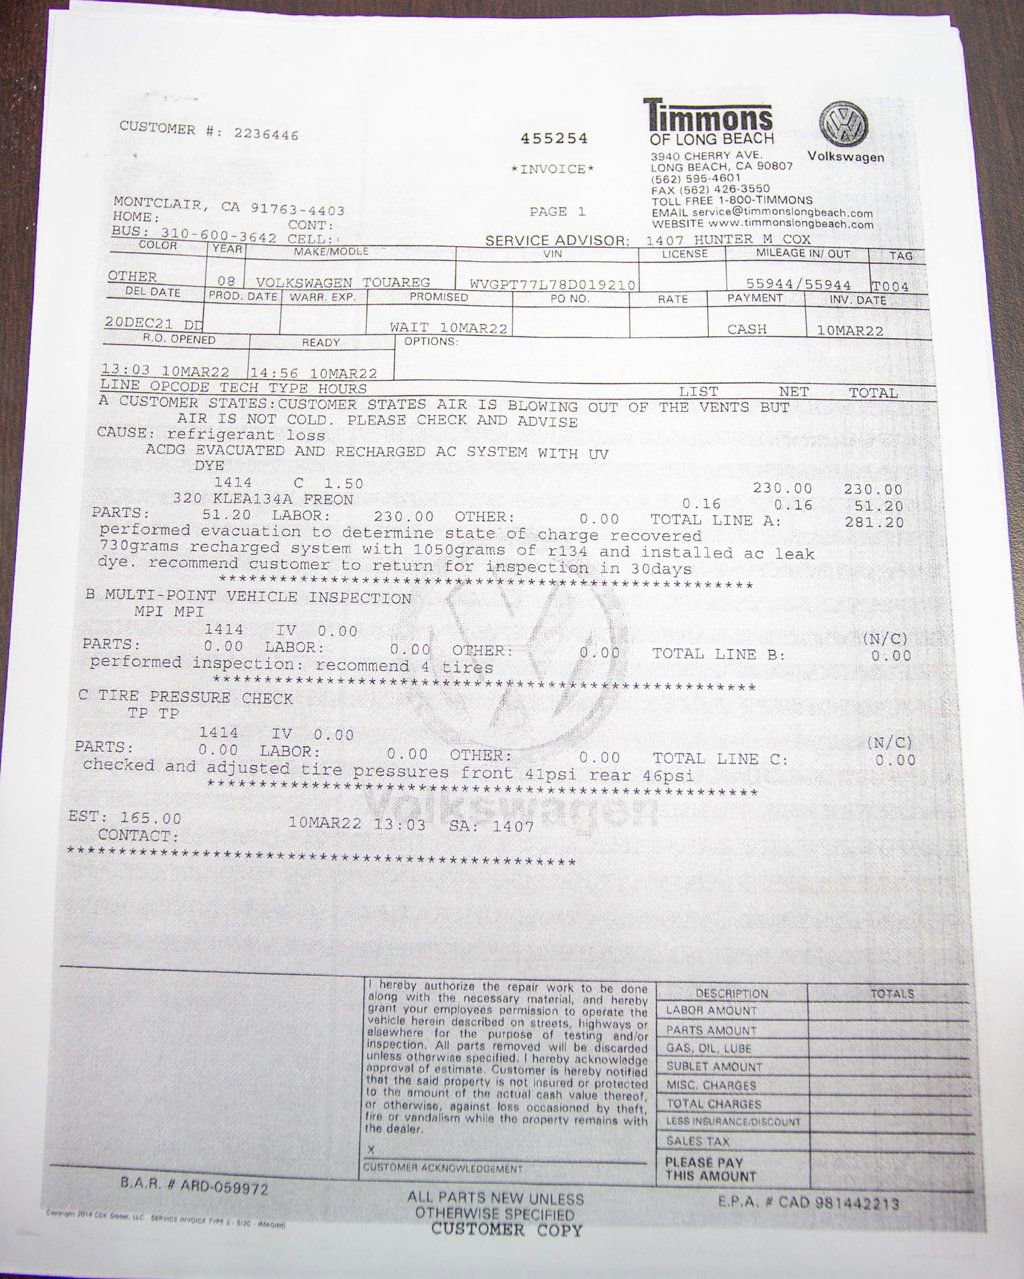 CUSTOMER #: 2236446
455254
*INVOICE*
PAGE 1
Timmons
OF LONG BEACH
3940 CHERRY AVE.
LONG BEACH, CA 90807
(562) 595-4601
FAX (562) 426-3550
TOLL FREE 1-800-TIMMONS
EMAIL service@timmonslongbeach.com
WEBSITE www.timmonslongbeach.com
Volkswagen
MONTCLAIR, CA 91763-4403
HOME: CONT:
BUS: 310-600-3642 CELL:
SERVICE ADVISOR: 1407 HUNTER M COX
COLOR YEAR MAKE/MODLE VIN LICENSE MILEAGE IN/ OUT TAG
OTHER 08 VOLKSWAGEN TOUAREG WVGPT77L78D019210 55944/55944 T004
DEL DATE PROD. DATE WARR. EXP. PROMISED PO NO. RATE PAYMENT INV. DATE
20DEC21 DD WAIT 10MAR22 CASH 10MAR22
R.O. OPENED READY OPTIONS:
13:03 10MAR22 14:56 10MAR22
LINE OPCODE TECH TYPE HOURS LIST NET TOTAL
A CUSTOMER STATES:CUSTOMER STATES AIR IS BLOWING OUT OF THE VENTS BUT
AIR IS NOT COLD. PLEASE CHECK AND ADVISE
CAUSE: refrigerant loss
ACDG EVACUATED AND RECHARGED AC SYSTEM WITH UV
DYE
1414 C 1.50 230.00 230.00
320 KLEA134A FREON 0.16 0.16 51.20
PARTS: 51.20 LABOR: 230.00 OTHER: 0.00 TOTAL LINE A: 281.20
performed evacuation to determine state of charge recovered
730grams recharged system with 1050grams of r134 and installed ac leak
dye. recommend customer to return for inspection in 30days
****************************************************
B MULTI-POINT VEHICLE INSPECTION
MPI MPI
1414 IV 0.00 (N/C)
PARTS: 0.00 LABOR: 0.00 OTHER: 0.00 TOTAL LINE B: 0.00
performed inspection: recommend 4 tires
****************************************************
C TIRE PRESSURE CHECK
TP TP
1414 IV 0.00 (N/C)
PARTS: 0.00 LABOR: 0.00 OTHER: 0.00 TOTAL LINE C: 0.00
checked and adjusted tire pressures front 41psi rear 46psi
****************************************************
EST: 165.00 10MAR22 13:03 SA: 1407
CONTACT:
****************************************************
Volkswagen
I hereby authorize the repair work to be done
along with the necessary material, and hereby
grant your employees permission to operate the
vehicle herein described on streets, highways or
elsewhere for the purpose of testing and/or
inspection. All parts removed will be discarded
unless otherwise specified. I hereby acknowledge
approval of estimate. Customer is hereby notified
that the said property is not insured or protected
to the amount of the actual cash value thereof,
or otherwise, against loss occasioned by theft,
fire or vandalism while the property remains with
the dealer.
X
CUSTOMER ACKNOWLEDGEMENT
DESCRIPTION TOTALS
LABOR AMOUNT
PARTS AMOUNT
GAS, OIL, LUBE
SUBLET AMOUNT
MISC. CHARGES
TOTAL CHARGES
LESS INSURANCE/DISCOUNT
SALES TAX
PLEASE PAY
THIS AMOUNT
B.A.R. # ARD-059972
ALL PARTS NEW UNLESS
OTHERWISE SPECIFIED
CUSTOMER COPY
E.P.A. # CAD 981442213
Copyright 2014 CDK Global, LLC SERVICE INVOICE TYPE 2 - SI2C - IMAGING